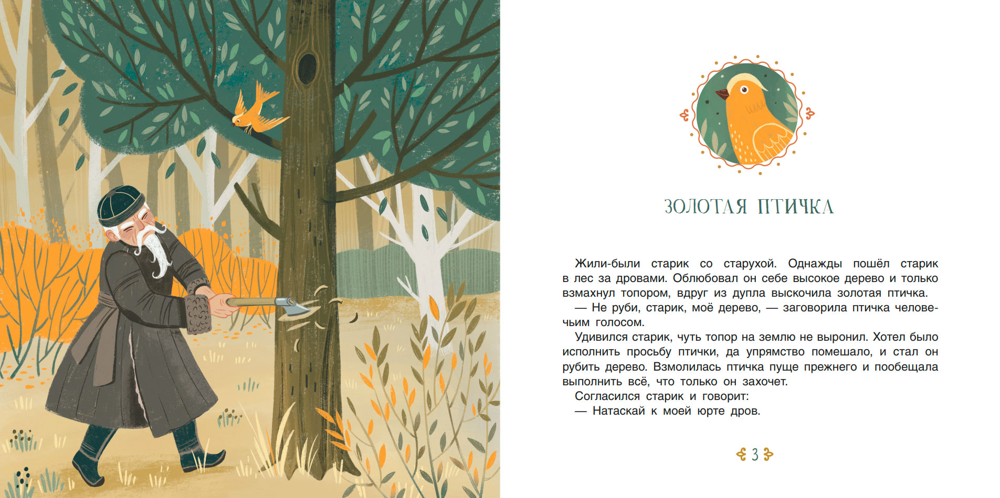 ЗОЛОТАЯ ПТИЧКА
Жили-были старик со старухой. Однажды пошёл старик
в лес за дровами. Облюбовал он себе высокое дерево и только
взмахнул топором, вдруг из дупла выскочила золотая птичка.
— Не руби, старик, моё дерево, — заговорила птичка челове-
чьим голосом.
Удивился старик, чуть топор на землю не выронил. Хотел было
исполнить просьбу птички, да упрямство помешало, и стал он
рубить дерево. Взмолилась птичка пуще прежнего и пообещала
выполнить всё, что только он захочет.
Согласился старик и говорит:
— Натаскай к моей юрте дров.
3